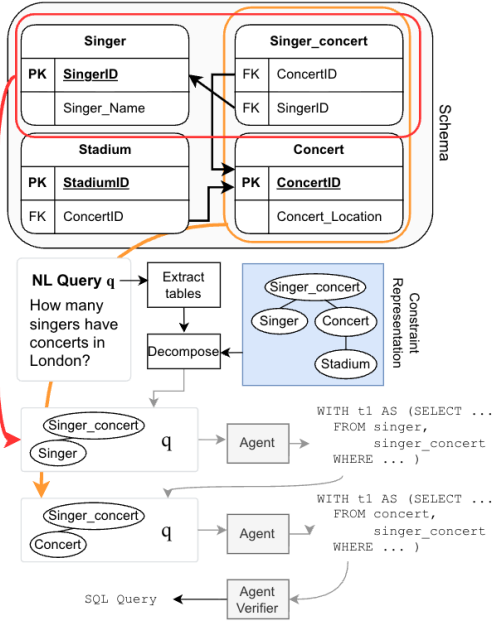 Singer
PK SingerID
Singer_Name
Singer_concert
FK ConcertID
FK SingerID
Stadium
PK StadiumID
FK ConcertID
Concert
PK ConcertID
Concert_Location
Schema
NL Query q
How many
singers have
concerts in
London?
Extract
tables
Decompose
Singer_concert
Singer
Concert
Stadium
Constraint
Representation
Singer_concert
Singer
q
Agent
WITH t1 AS (SELECT ...
FROM singer,
singer_concert
WHERE ... )
Singer_concert
Concert
q
Agent
WITH t1 AS (SELECT ...
FROM concert,
singer_concert
WHERE ... )
SQL Query
Agent
Verifier